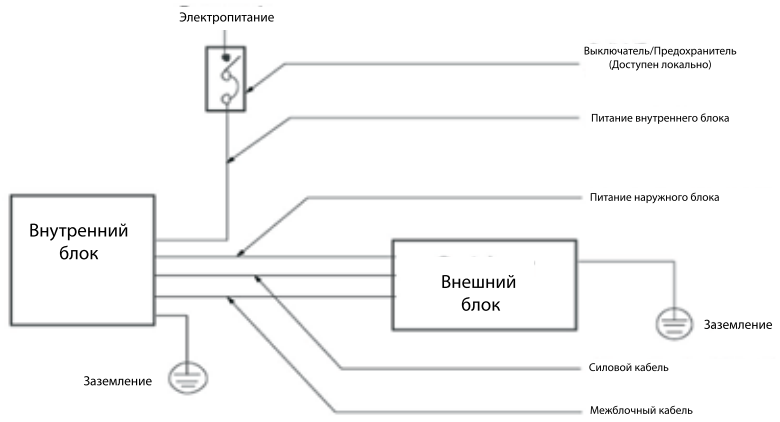 Электропитание
Выключатель/Предохранитель
(Доступен локально)
Питание внутреннего блока
Питание наружного блока
Внутренний
блок
Внешний
блок
Заземление
Силовой кабель
Заземление
Межблочный кабель